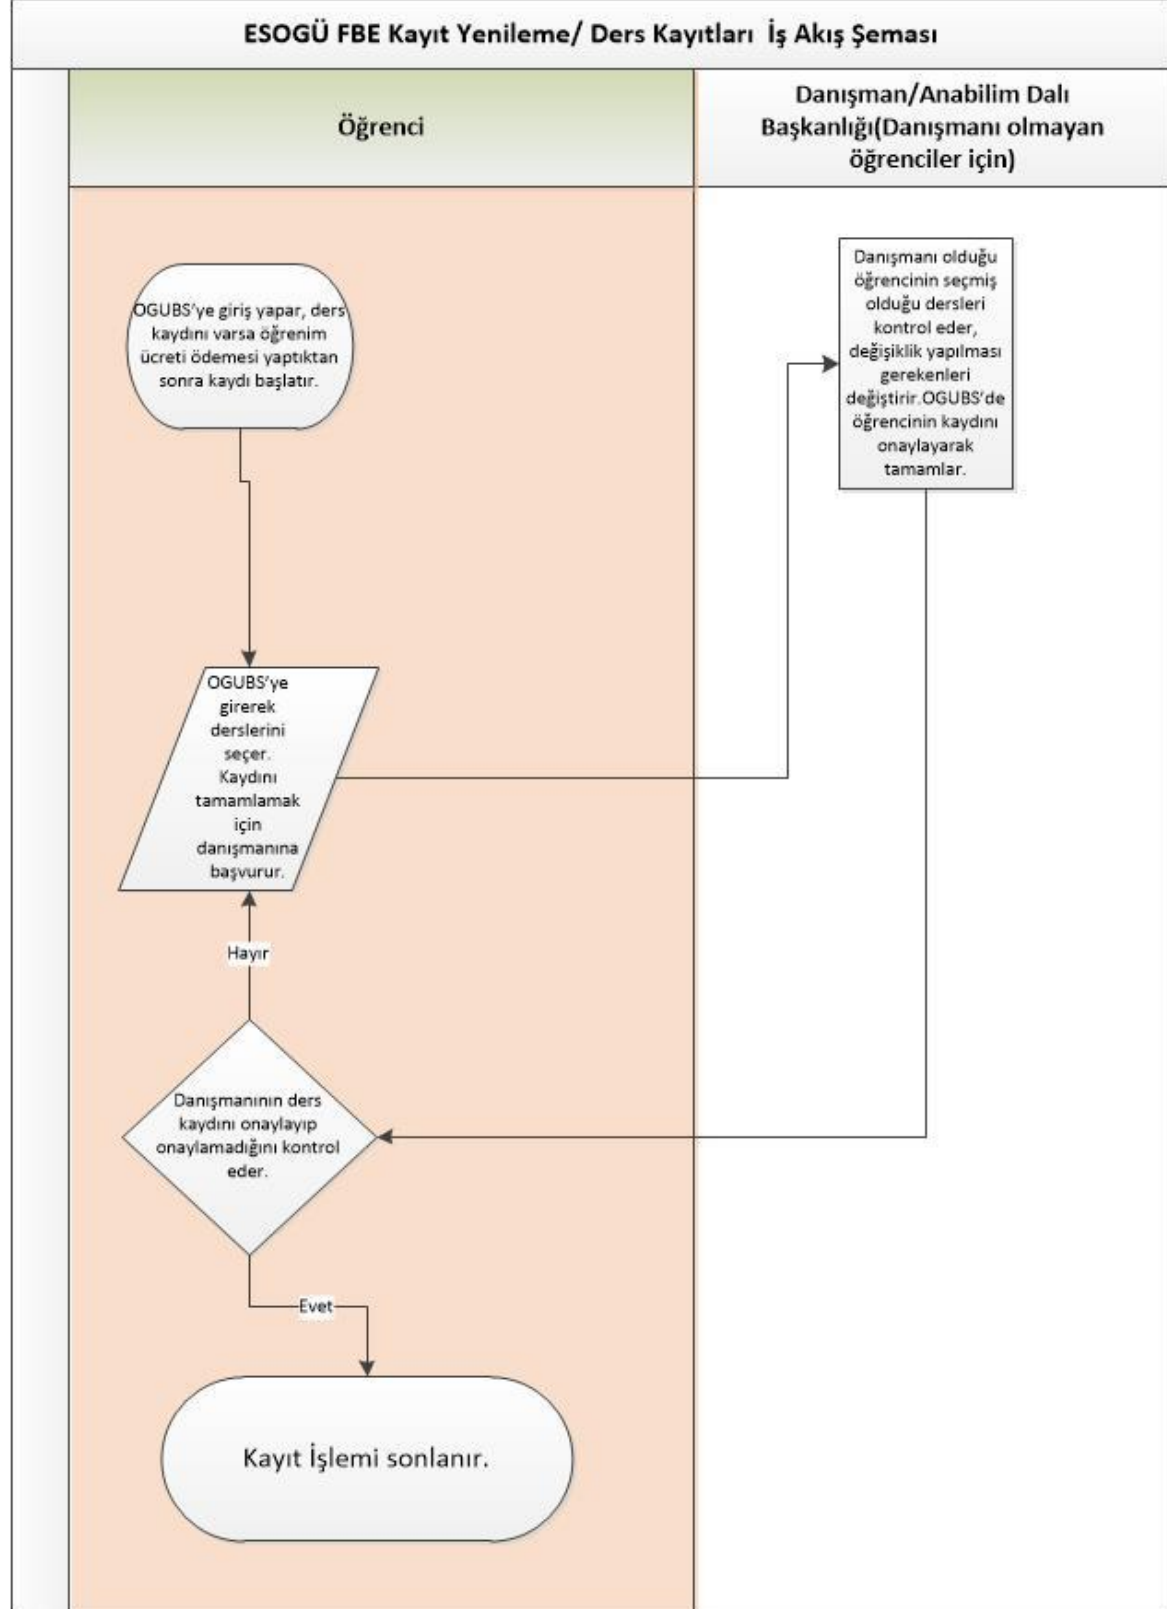 ESOGÜ FBE Kayıt Yenileme/ Ders Kayıtları İş Akış Şeması
Öğrenci
Danışman/Anabilim Dalı
Başkanlığı(Danışmanı olmayan
öğrenciler için)
OGUBS’ye giriş yapar, ders
kaydını varsa öğrenim
ücreti ödemesi yaptıktan
sonra kaydı başlatır.
Danışmanı olduğu
öğrencinin seçmiş
olduğu dersleri
kontrol eder,
değişiklik yapılması
gerekenleri
değiştirir.OGUBS’de
öğrencinin kaydını
onaylayarak
tamamlar.
OGUBS’ye
girerek
derslerini
seçer.
Kaydını
tamamlamak
için
danışmanına
başvurur.
Hayır
Danışmanının ders
kaydını onaylayıp
onaylamadığını kontrol
eder.
Evet
Kayıt İşlemi sonlanır.